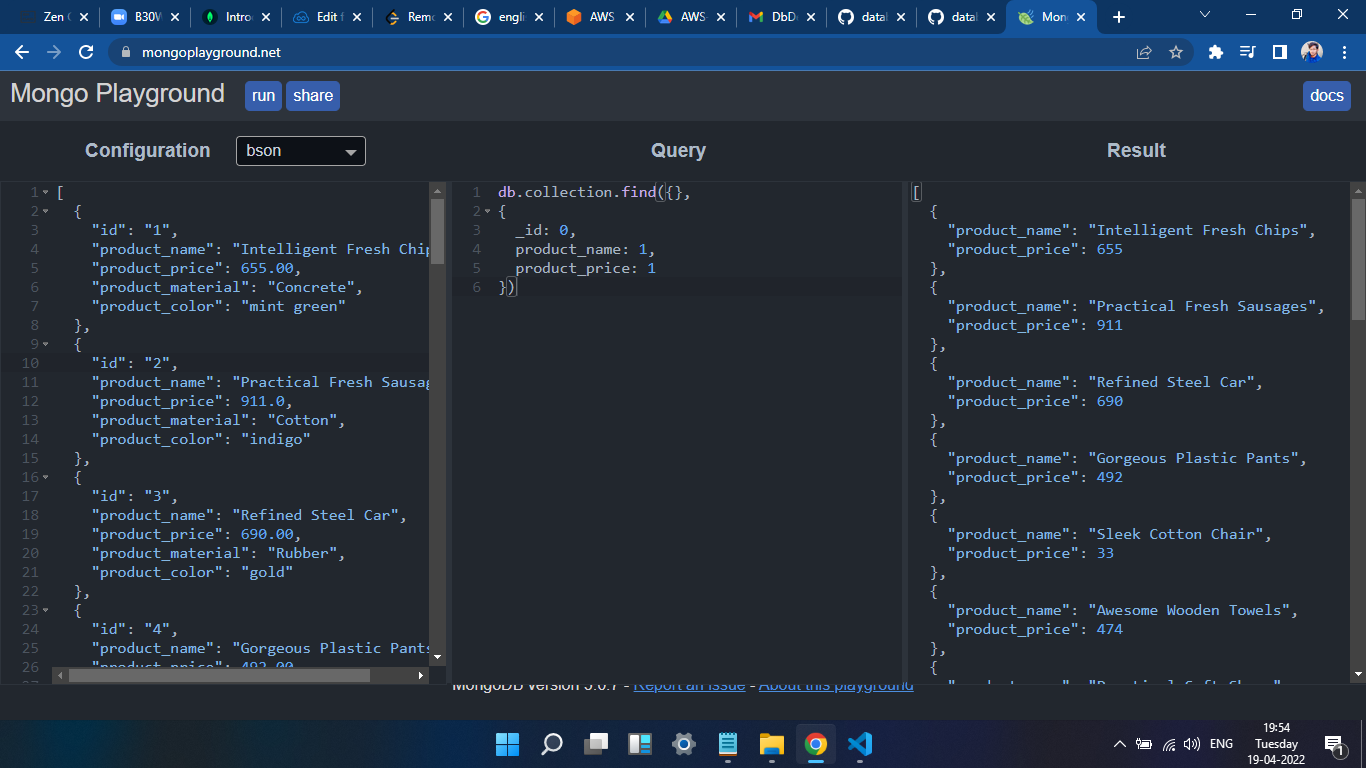 Zen C
B30W
Intro
Edit f
Remo
engli
AWS
AWS-
DbDe
datal
datal
Mon
mongoplayground.net
Mongo Playground
run
share
docs
Configuration
bson
Query
Result
1 [
2 {
3 "id": "1",
4 "product_name": "Intelligent Fresh Chip
5 "product_price": 655.00,
6 "product_material": "Concrete",
7 "product_color": "mint green"
8 },
9 {
10 "id": "2",
11 "product_name": "Practical Fresh Sausag
12 "product_price": 911.0,
13 "product_material": "Cotton",
14 "product_color": "indigo"
15 },
16 {
17 "id": "3",
18 "product_name": "Refined Steel Car",
19 "product_price": 690.00,
20 "product_material": "Rubber",
21 "product_color": "gold"
22 },
23 {
24 "id": "4",
25 "product_name": "Gorgeous Plastic Pants
26 "product_price": 492.00
1 db.collection.find({},
2 {
3 _id: 0,
4 product_name: 1,
5 product_price: 1
6 })
[
{
"product_name": "Intelligent Fresh Chips",
"product_price": 655
},
{
"product_name": "Practical Fresh Sausages",
"product_price": 911
},
{
"product_name": "Refined Steel Car",
"product_price": 690
},
{
"product_name": "Gorgeous Plastic Pants",
"product_price": 492
},
{
"product_name": "Sleek Cotton Chair",
"product_price": 33
},
{
"product_name": "Awesome Wooden Towels",
"product_price": 474
},
{
MongoDB version 5.0.7 - Report an issue - About this playground
ENG
19:54
Tuesday
19-04-2022
1